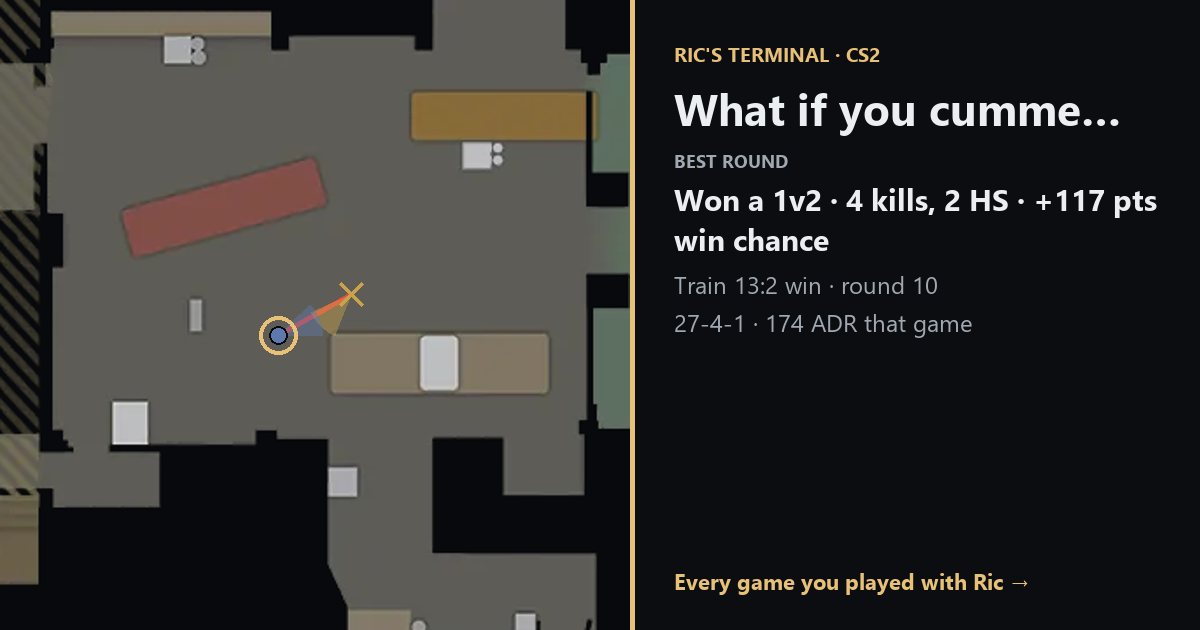 RIC'S TERMINAL · CS2
What if you cumme...
BEST ROUND
Won a 1v2 · 4 kills, 2 HS · +117 pts
win chance
Train 13:2 win · round 10
27-4-1 · 174 ADR that game
Every game you played with Ric →